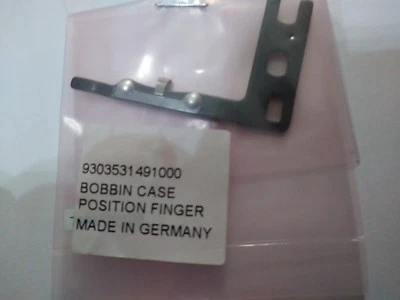 9303531491000
BOBBIN CASE
POSITION FINGER
MADE IN GERMANY